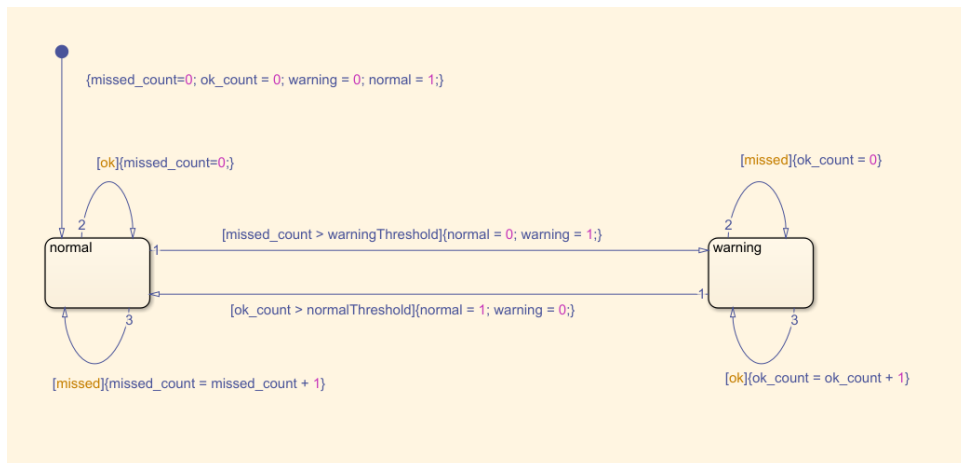 {missed_count=0; ok_count = 0; warning = 0; normal = 1;}
[ok]{missed_count=0;}
[missed]{ok_count = 0}
2
2
[missed_count > warningThreshold]{normal = 0; warning = 1;}
normal
1
warning
1
[ok_count > normalThreshold]{normal = 1; warning = 0;}
3
3
[missed]{missed_count = missed_count + 1}
[ok]{ok_count = ok_count + 1}